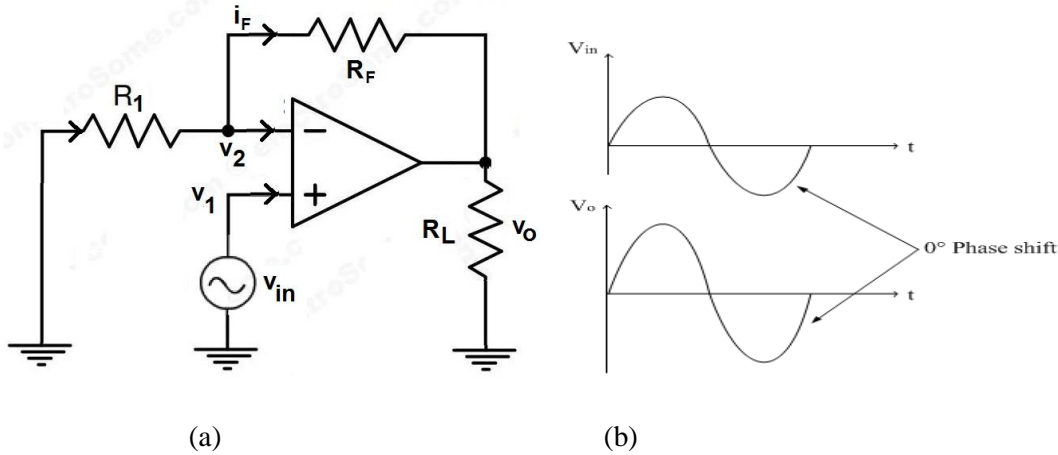 i_F
R_F
R_1
v_2
−
+
v_1
v_in
R_L
v_o
V_in
t
V_o
0° Phase shift
t
(a)
(b)